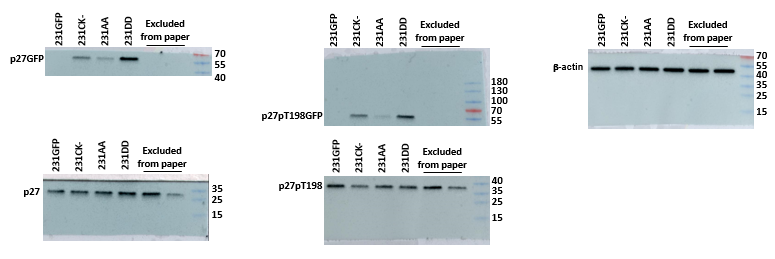 231GFP
231CK-
231AA
231DD
Excluded
from paper
p27GFP
70
55
40
231GFP
231CK-
231AA
231DD
Excluded
from paper
p27pT198GFP
180
130
100
70
55
231GFP
231CK-
231AA
231DD
Excluded
from paper
β-actin
70
55
40
35
25
15
231GFP
231CK-
231AA
231DD
Excluded
from paper
p27
35
25
15
231GFP
231CK-
231AA
231DD
Excluded
from paper
p27pT198
40
35
25
15